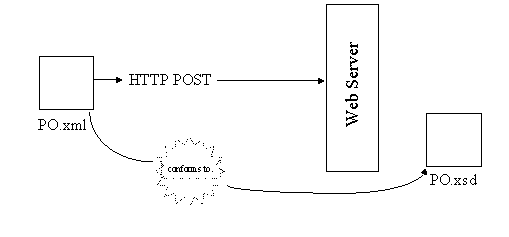 HTTP POST
Web Server
PO.xml
conforms to
PO.xsd